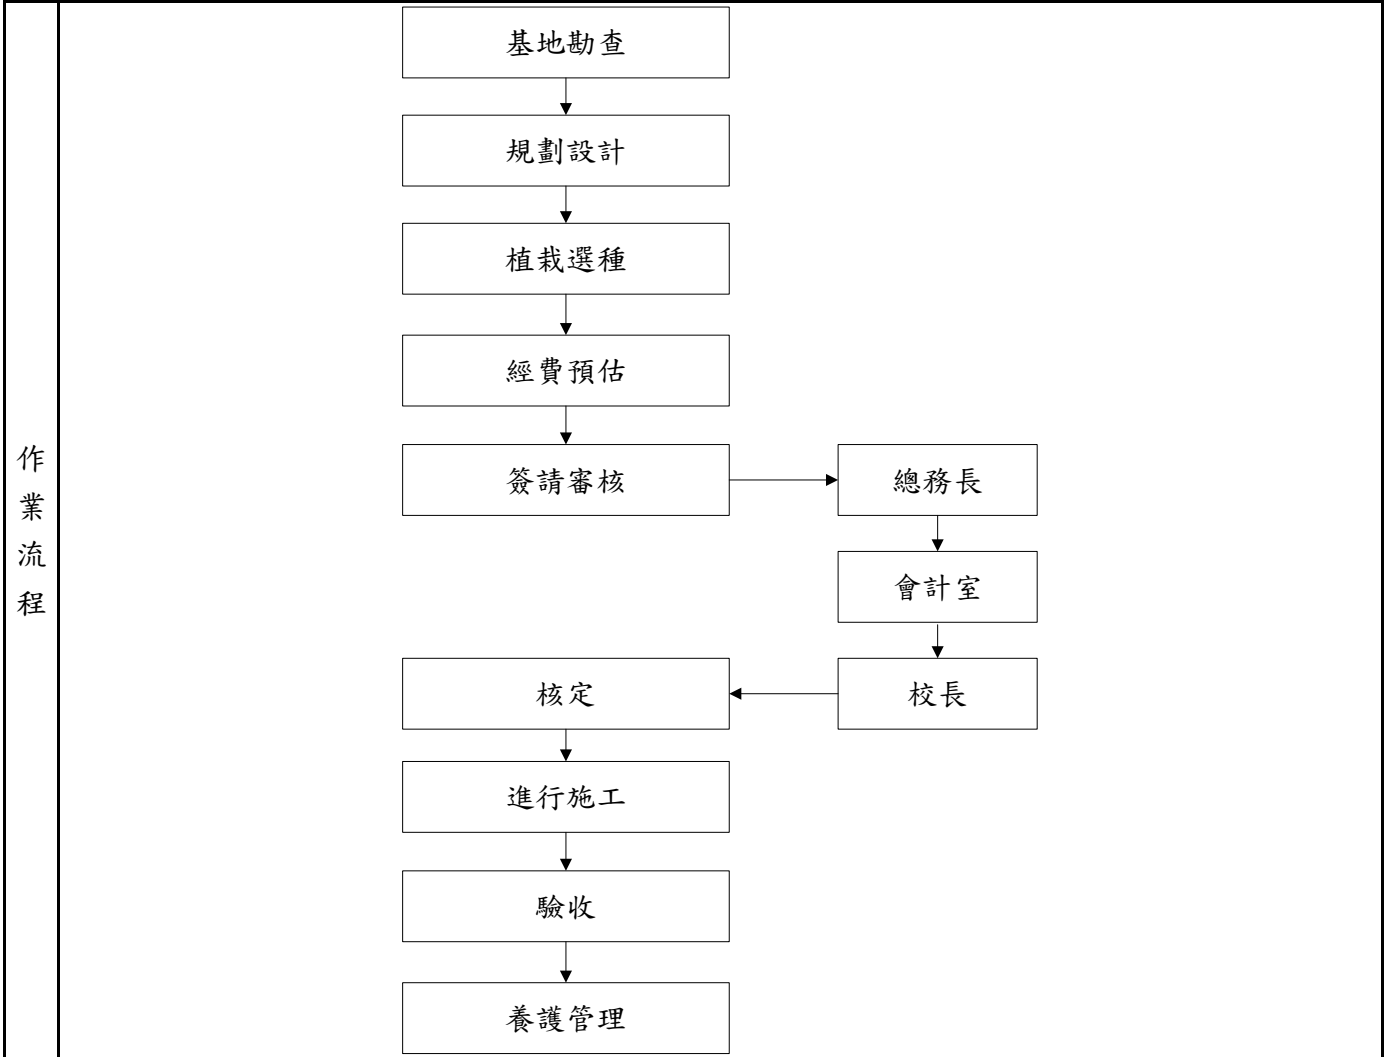 作業流程
基地勘查
規劃設計
植栽選種
經費預估
簽請審核
總務長
會計室
校長
核定
進行施工
驗收
養護管理